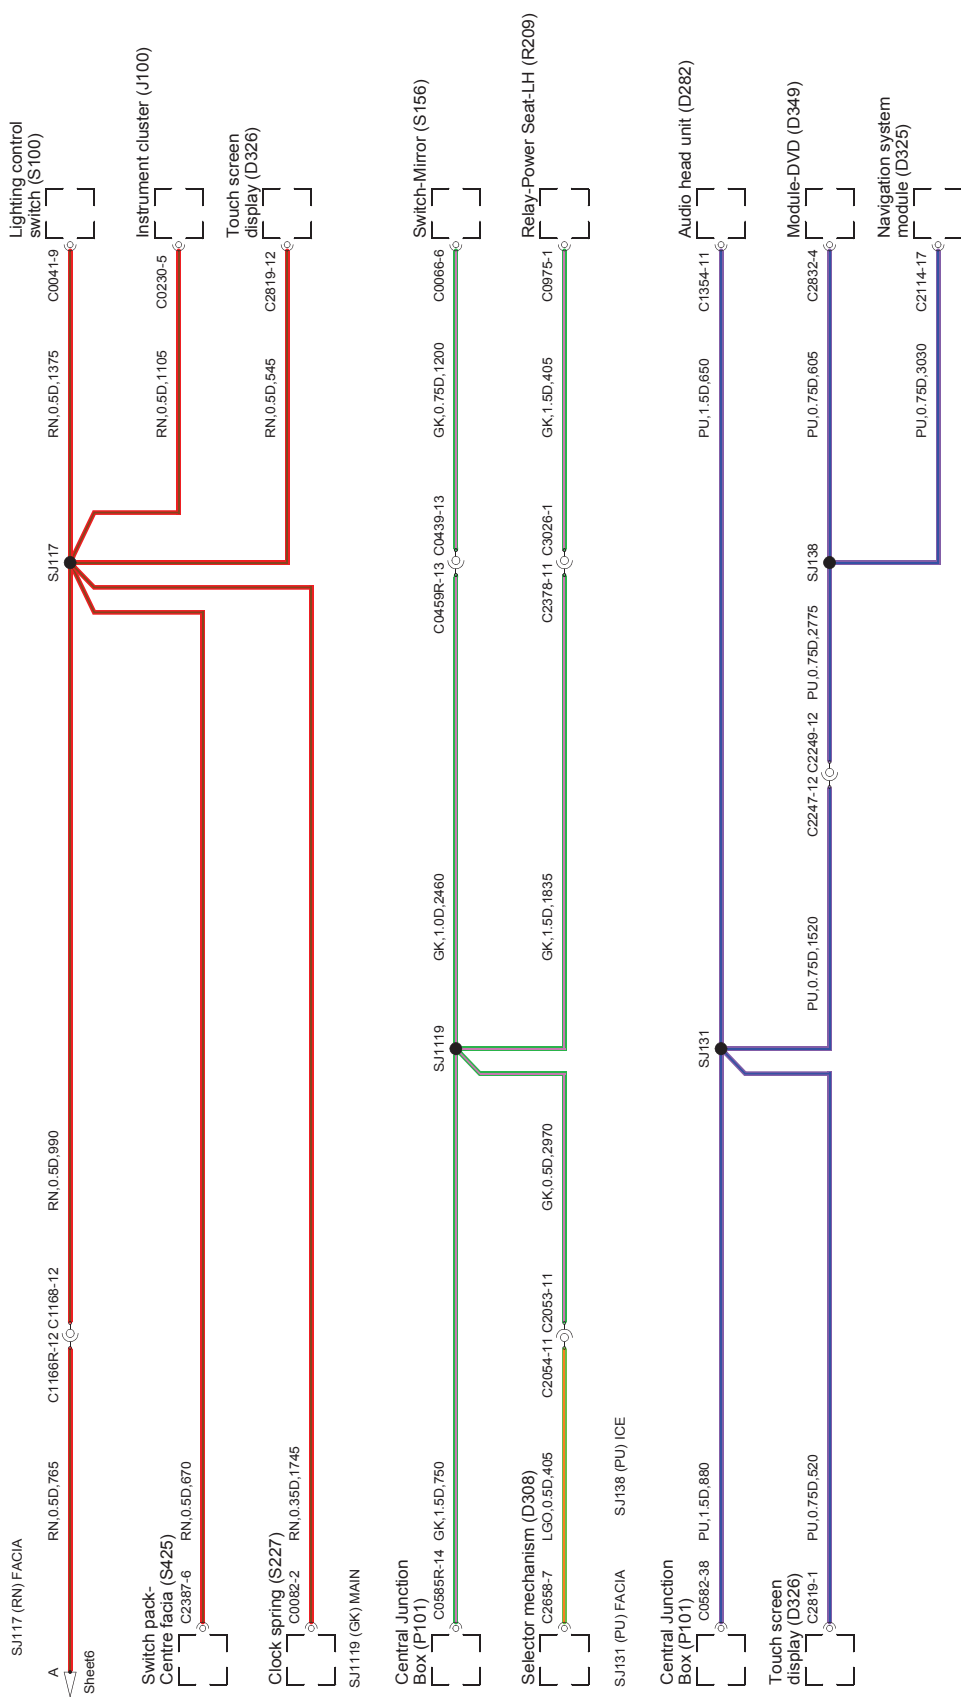 SJ117 (RN) FACIA
A
Sheet6
RN,0.5D,765
C1166R-12
C1168-12
RN,0.5D,990
SJ117
RN,0.5D,1375
C0041-9
Lighting control
switch (S100)
RN,0.5D,1105
C0230-5
Instrument cluster (J100)
RN,0.5D,545
C2819-12
Touch screen
display (D326)
Switch pack-
Centre facia (S425)
C2387-6
RN,0.5D,670
Clock spring (S227)
C0082-2
RN,0.35D,1745
SJ1119 (GK) MAIN
Central Junction
Box (P101)
C0585R-14
GK,1.5D,750
SJ1119
GK,1.0D,2460
C0459R-13
C0439-13
GK,0.75D,1200
C0066-6
Switch-Mirror (S156)
Selector mechanism (D308)
C2658-7
LGO,0.5D,405
C2054-11
C2053-11
GK,0.5D,2970
GK,1.5D,1835
C2378-11
C3026-1
GK,1.5D,405
C0975-1
Relay-Power Seat-LH (R209)
SJ131 (PU) FACIA
SJ138 (PU) ICE
Central Junction
Box (P101)
C0582-38
PU,1.5D,880
SJ131
PU,1.5D,650
C1354-11
Audio head unit (D282)
Touch screen
display (D326)
C2819-1
PU,0.75D,520
PU,0.75D,1520
C2247-12
C2249-12
PU,0.75D,2775
SJ138
PU,0.75D,605
C2832-4
Module-DVD (D349)
PU,0.75D,3030
C2114-17
Navigation system
module (D325)